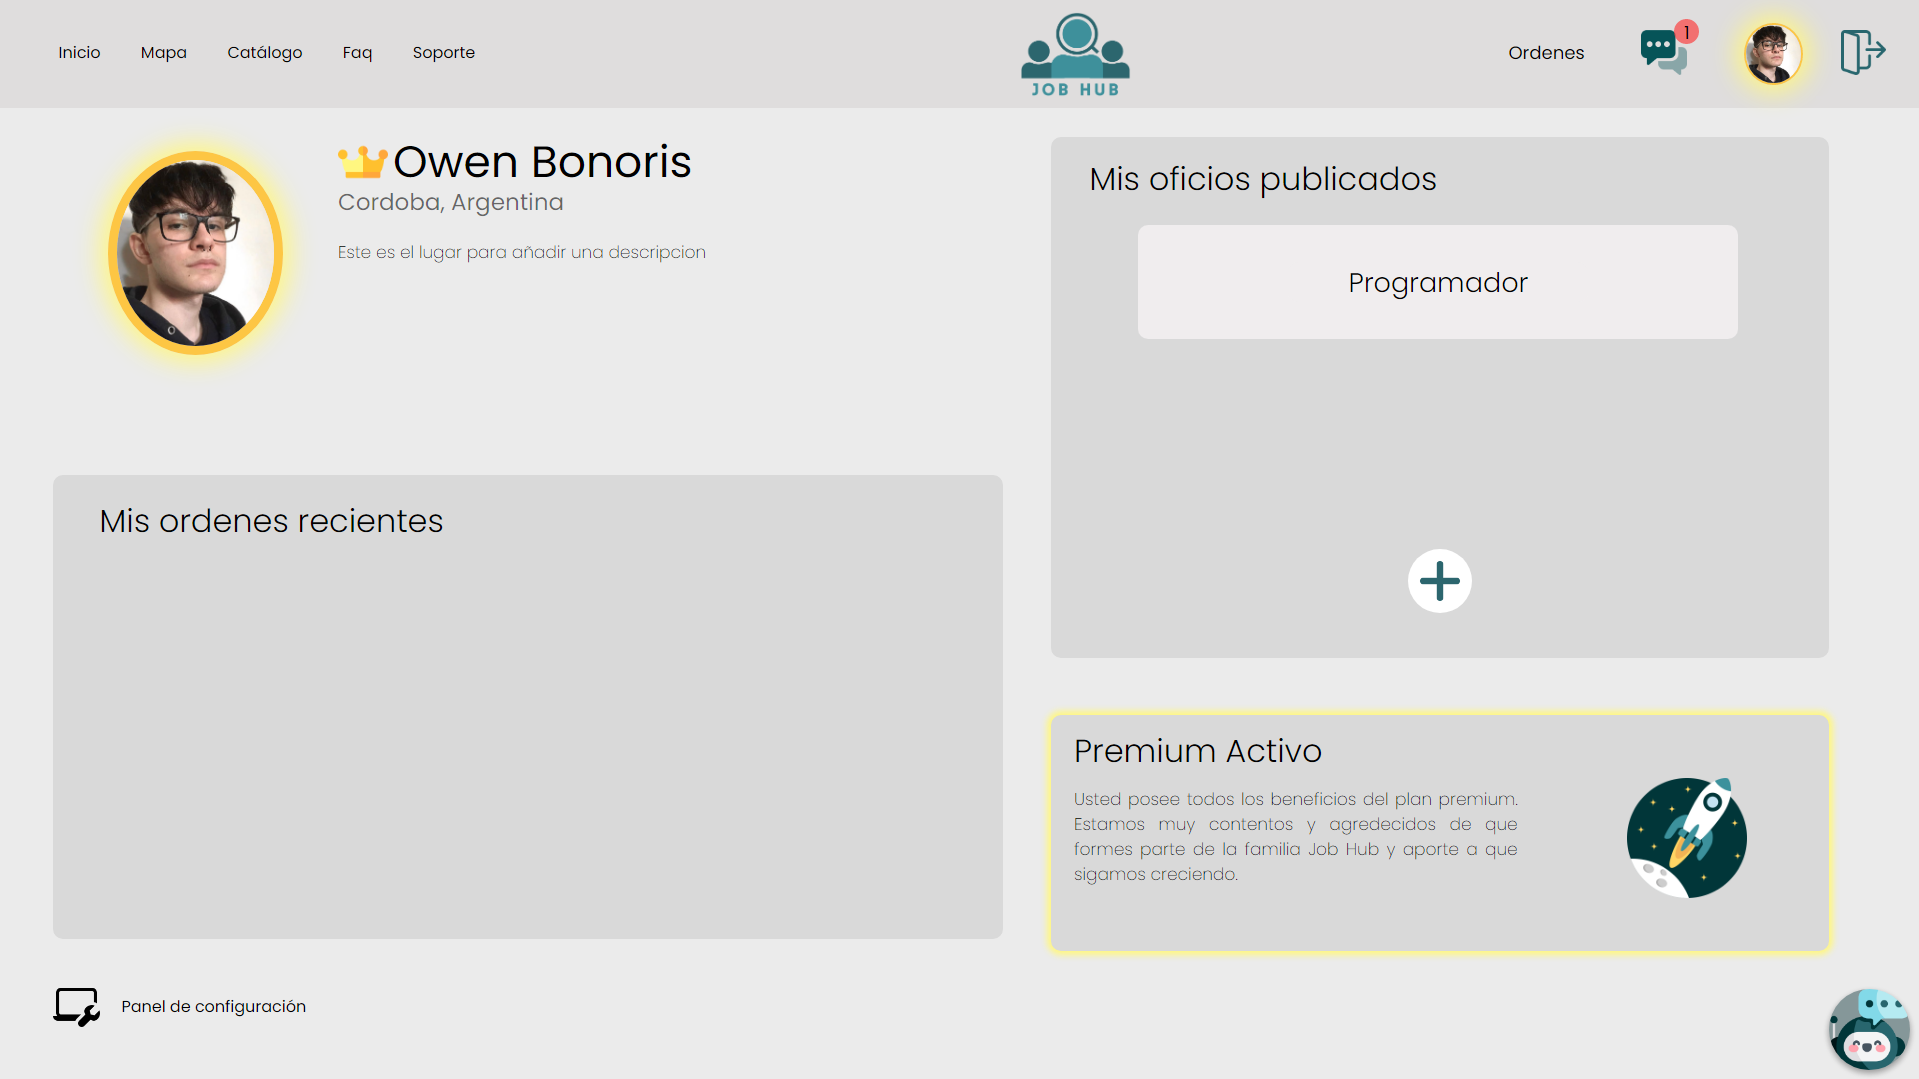 Inicio
Mapa
Catálogo
Faq
Soporte
JOB HUB
Ordenes
1
Owen Bonoris
Cordoba, Argentina
Este es el lugar para añadir una descripcion
Mis oficios publicados
Programador
Mis ordenes recientes
Premium Activo
Usted posee todos los beneficios del plan premium.
Estamos muy contentos y agredecidos de que
formes parte de la familia Job Hub y aporte a que
sigamos creciendo.
Panel de configuración